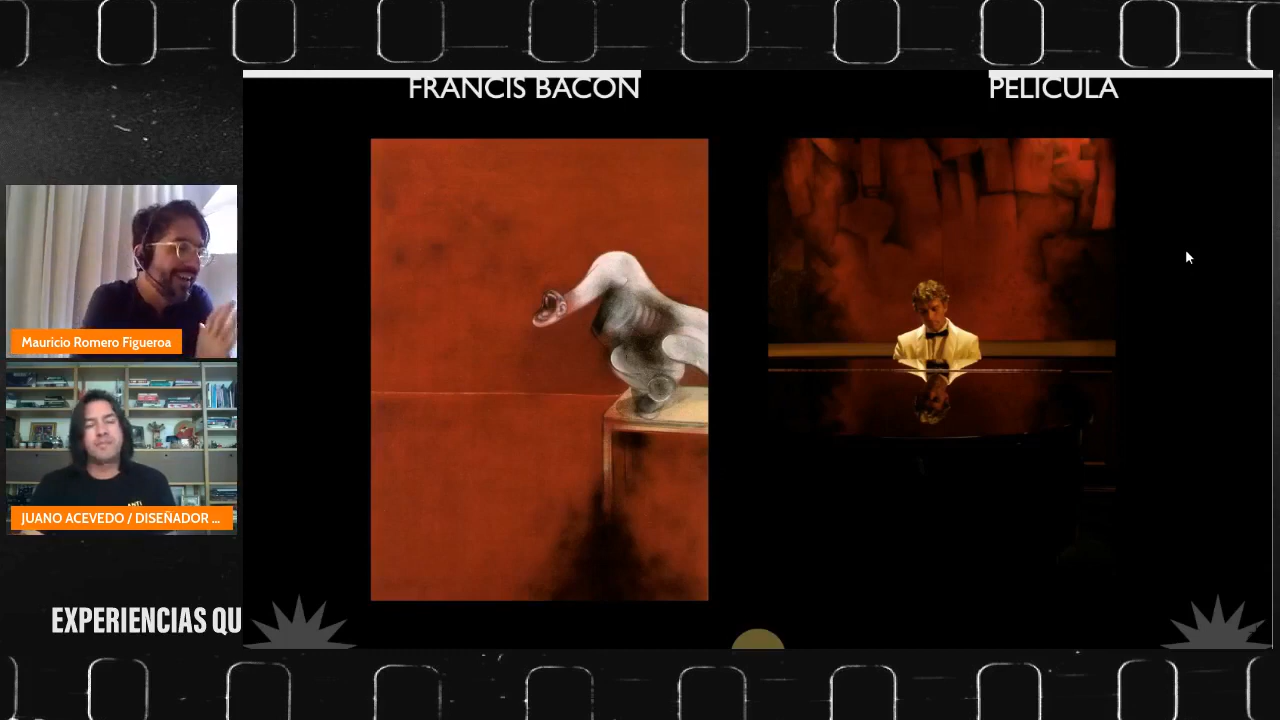 FRANCIS BACON
PELICULA
Mauricio Romero Figueroa
JUANO ACEVEDO / DISEÑADOR ...
EXPERIENCIAS QU